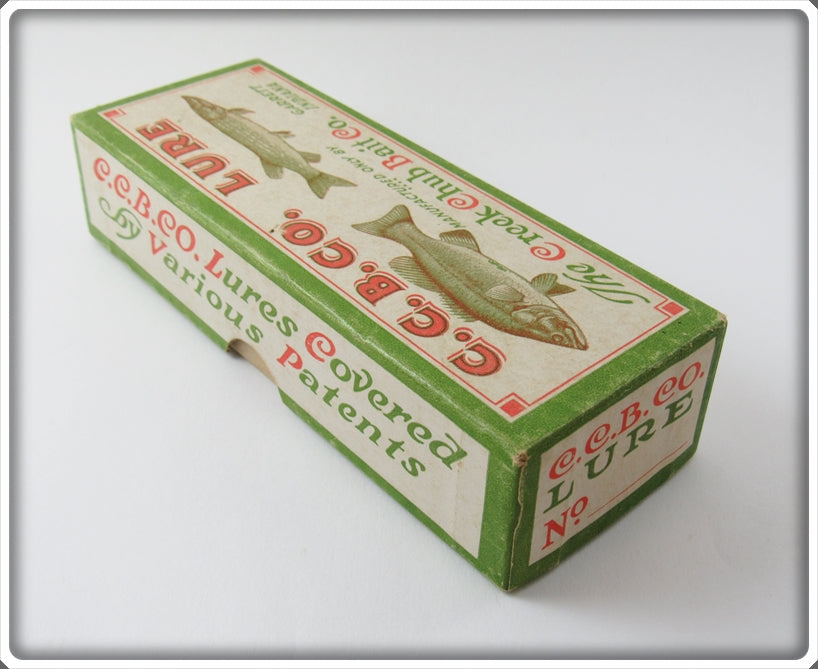 C.C.B.CO. LURE
MANUFACTURED ONLY BY
The Creek Chub Bait Co.
GARRETT
INDIANA
C.C.B.CO. Lures Covered
by Various Patents
C.C.B. CO.
LURE
No